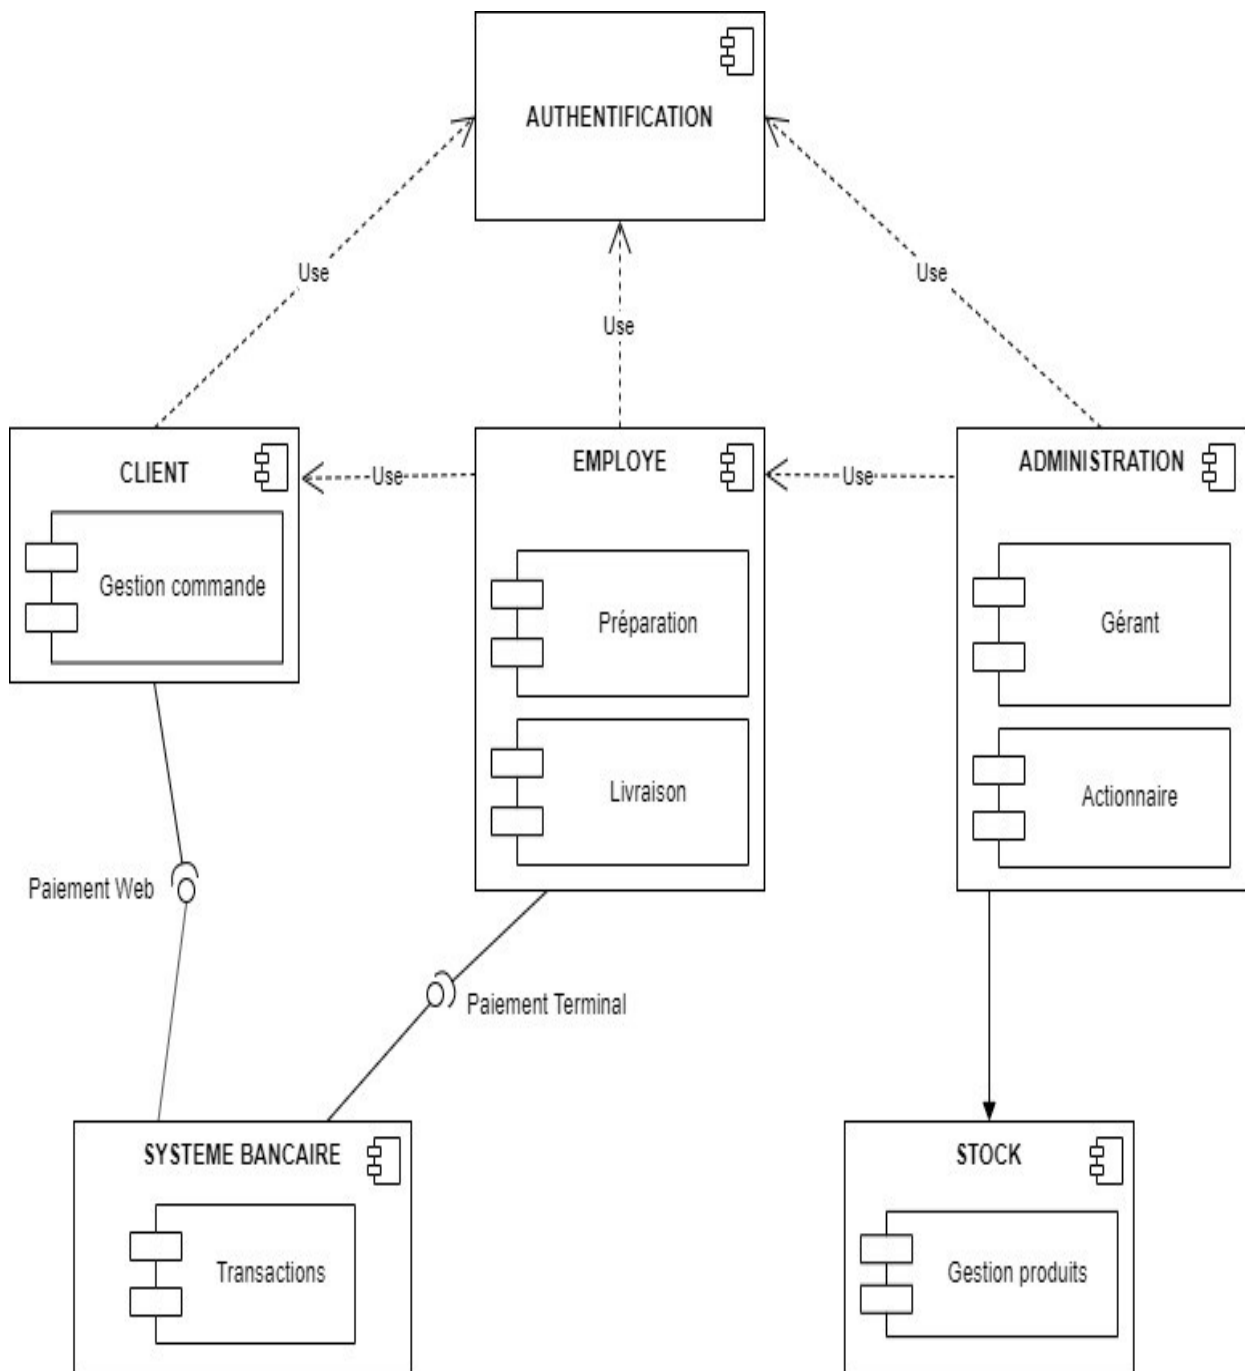 AUTHENTIFICATION
Use
Use
Use
CLIENT
Use
EMPLOYE
Use
ADMINISTRATION
Gestion commande
Préparation
Gérant
Livraison
Actionnaire
Paiement Web
Paiement Terminal
SYSTEME BANCAIRE
STOCK
Transactions
Gestion produits